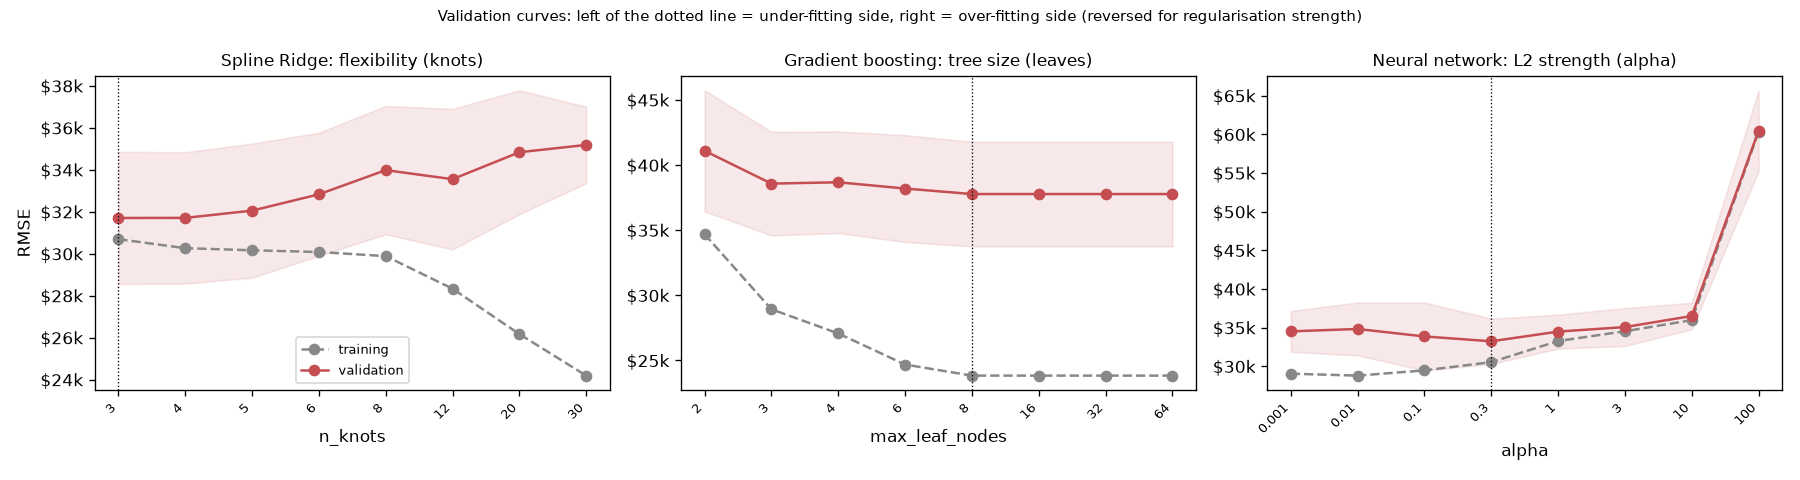 Validation curves: left of the dotted line = under-fitting side, right = over-fitting side (reversed for regularisation strength)
Spline Ridge: flexibility (knots)
RMSE
$38k
$36k
$34k
$32k
$30k
$28k
$26k
$24k
training
validation
3 4 5 6 8 12 20 30
n_knots
Gradient boosting: tree size (leaves)
$45k
$40k
$35k
$30k
$25k
2 3 4 6 8 16 32 64
max_leaf_nodes
Neural network: L2 strength (alpha)
$65k
$60k
$55k
$50k
$45k
$40k
$35k
$30k
0.001 0.01 0.1 0.3 1 3 10 100
alpha